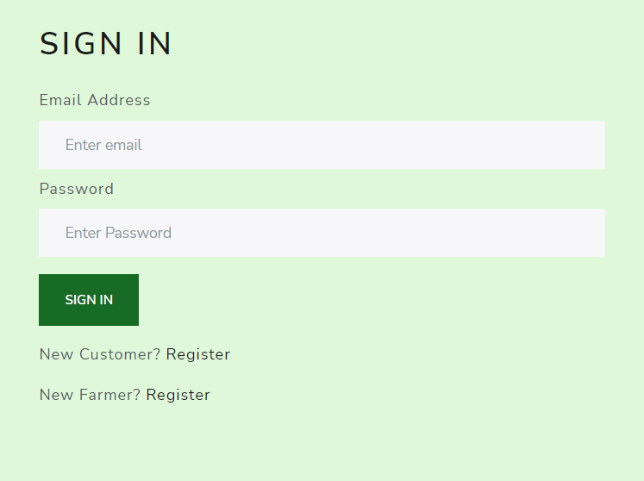 SIGN IN
Email Address
Enter email
Password
Enter Password
SIGN IN
New Customer? Register
New Farmer? Register